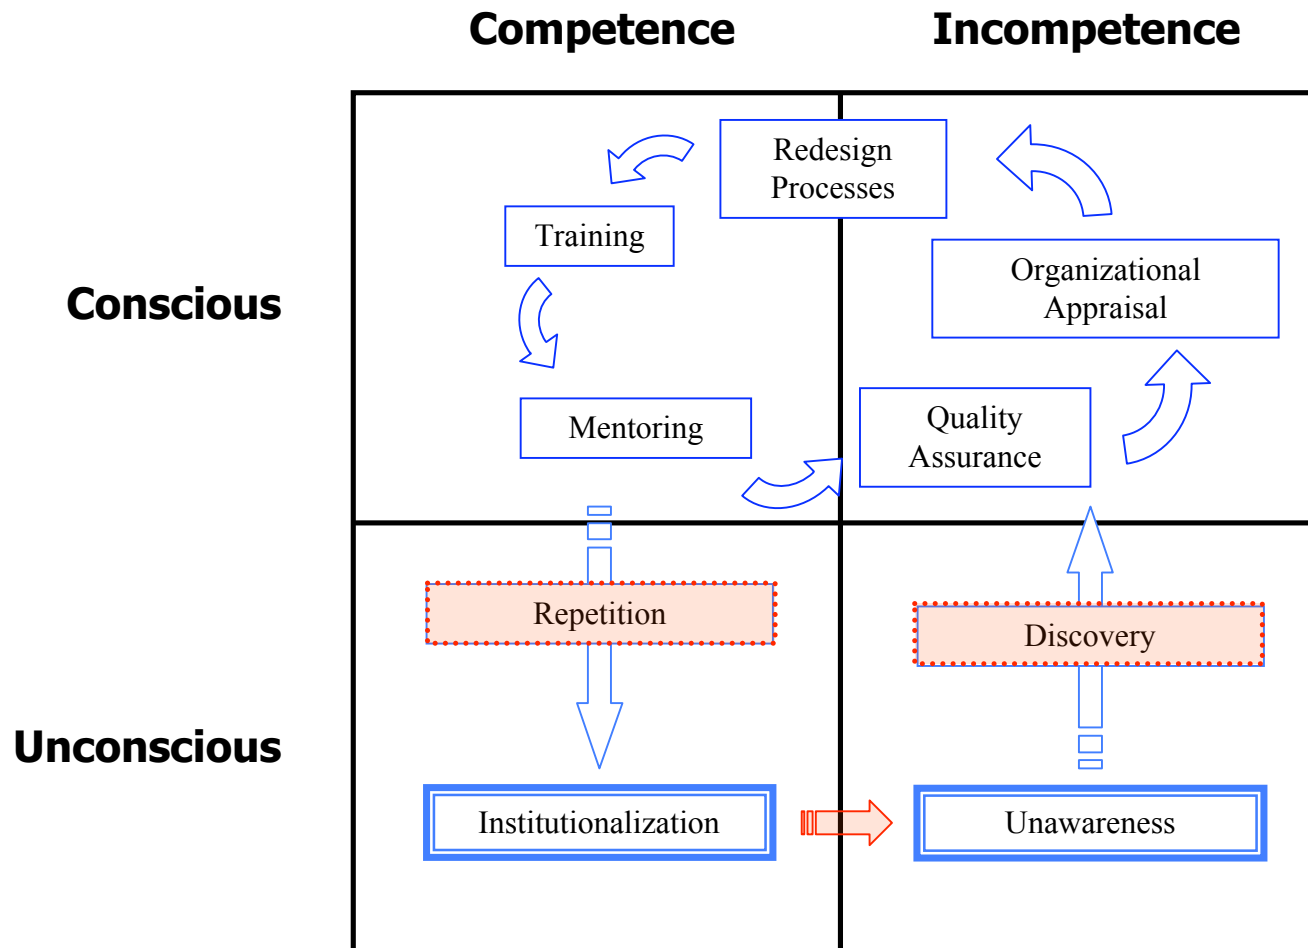 Competence
Incompetence
Redesign
Processes
Training
Organizational
Appraisal
Conscious
Mentoring
Quality
Assurance
Repetition
Discovery
Unconscious
Institutionalization
Unawareness